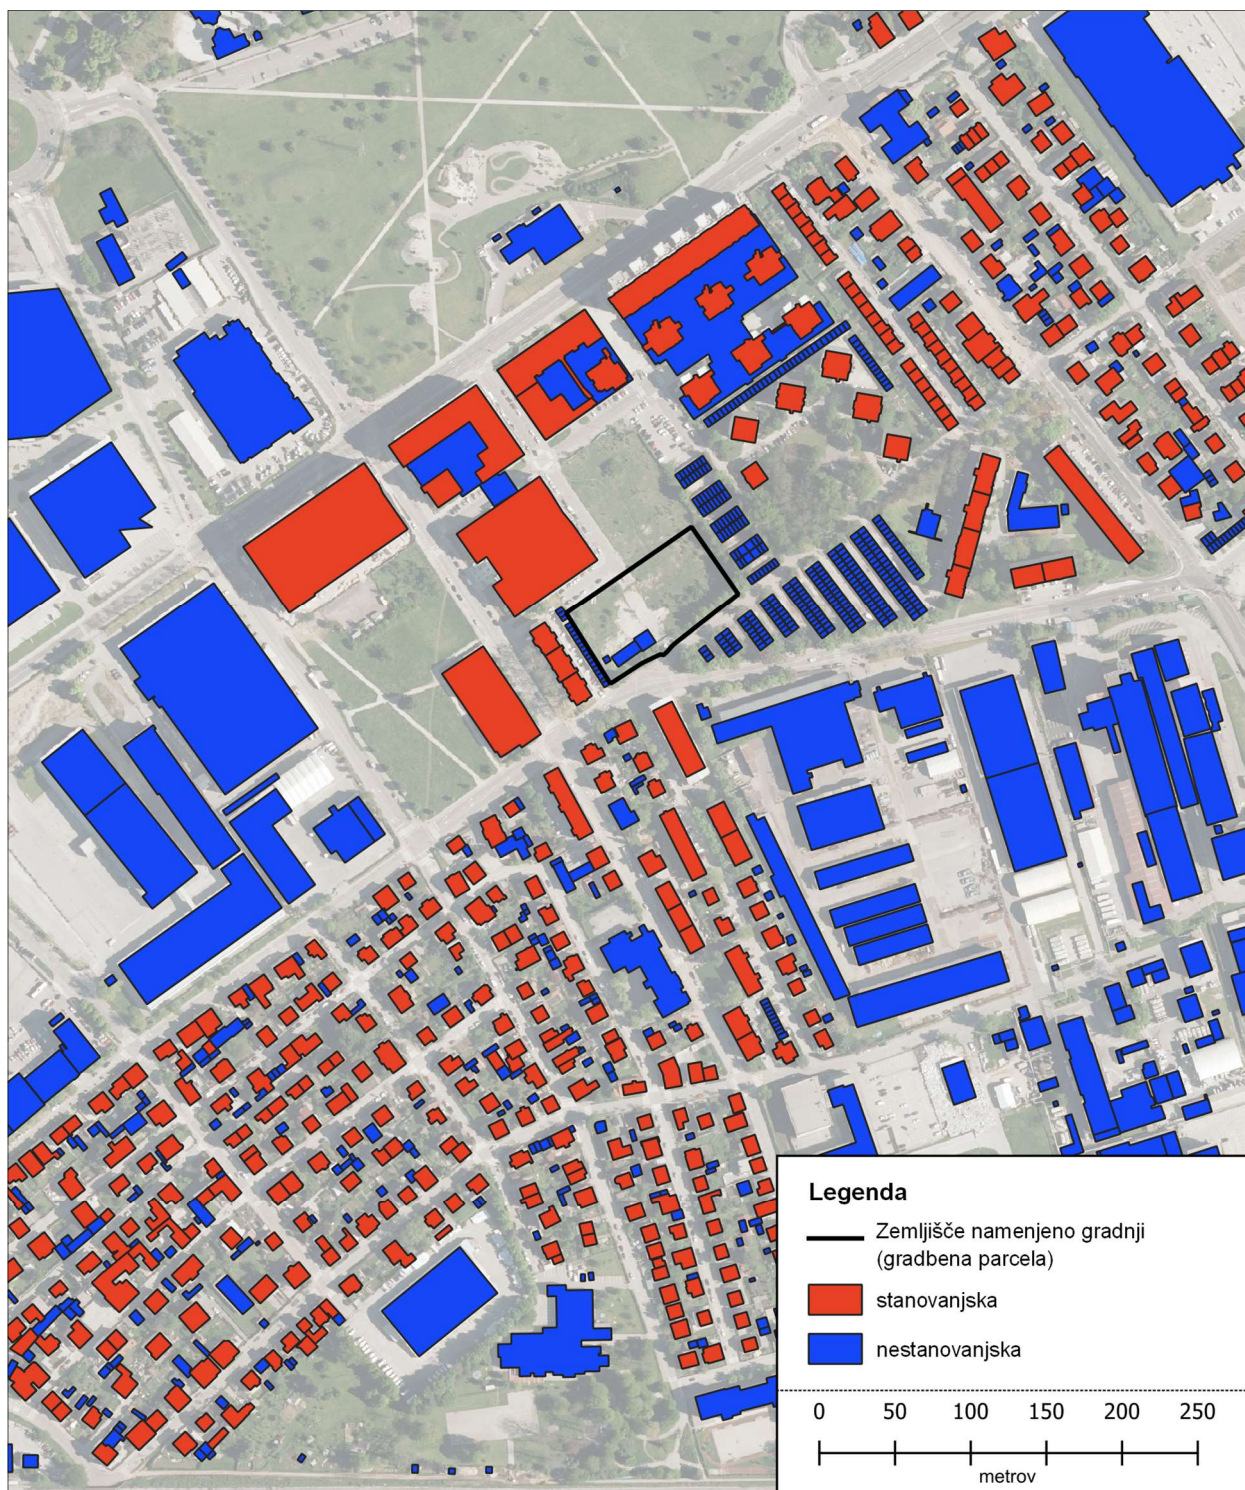 Legenda
Zemljišče namenjeno gradnji
(gradbena parcela)
stanovanjska
nestanovanjska
0 50 100 150 200 250
metrov